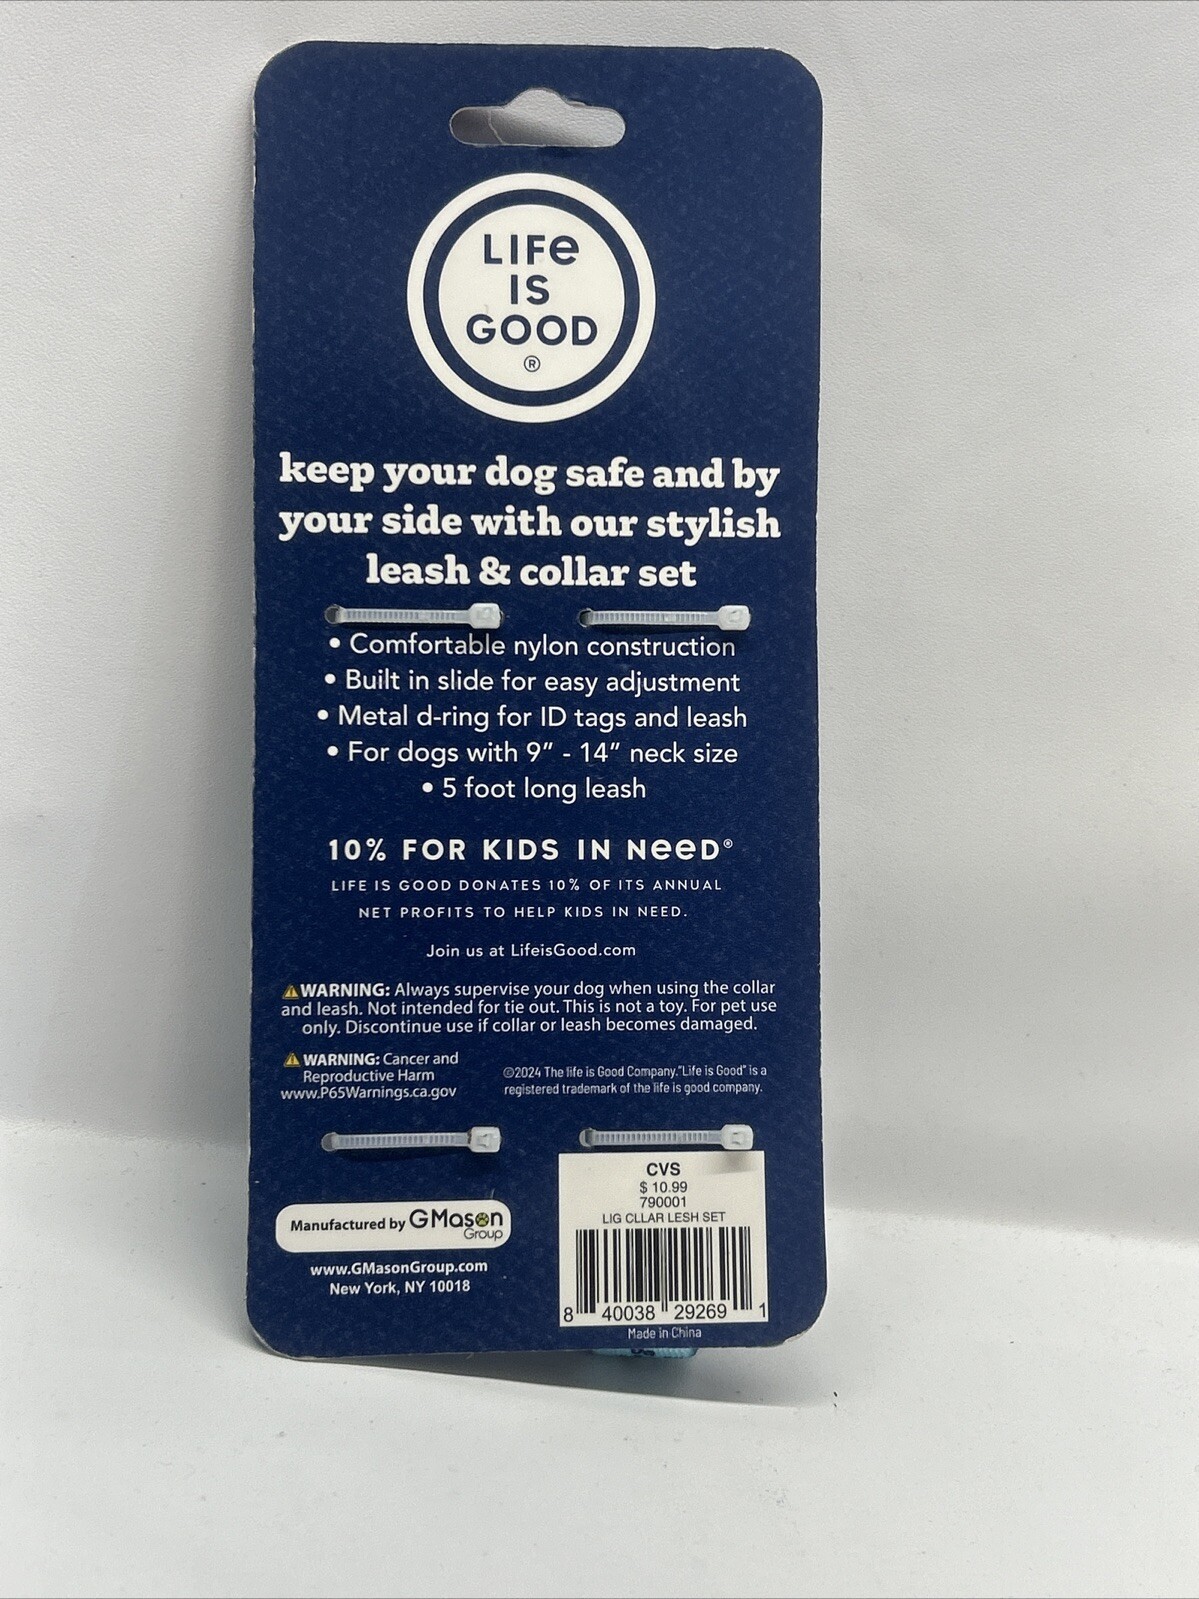 LIFe
IS
GOOD
®
keep your dog safe and by
your side with our stylish
leash & collar set
• Comfortable nylon construction
• Built in slide for easy adjustment
• Metal d-ring for ID tags and leash
• For dogs with 9” - 14” neck size
• 5 foot long leash
10% FOR KIDS IN NeeD®
LIFE IS GOOD DONATES 10% OF ITS ANNUAL
NET PROFITS TO HELP KIDS IN NEED.
Join us at LifeisGood.com
⚠WARNING: Always supervise your dog when using the collar
and leash. Not intended for tie out. This is not a toy. For pet use
only. Discontinue use if collar or leash becomes damaged.
⚠ WARNING: Cancer and
Reproductive Harm
www.P65Warnings.ca.gov
©2024 The life is Good Company."Life is Good" is a
registered trademark of the life is good company.
Manufactured by GMason
Group
www.GMasonGroup.com
New York, NY 10018
CVS
$ 10.99
790001
LIG CLLAR LESH SET
8 40038 29269 1
Made in China